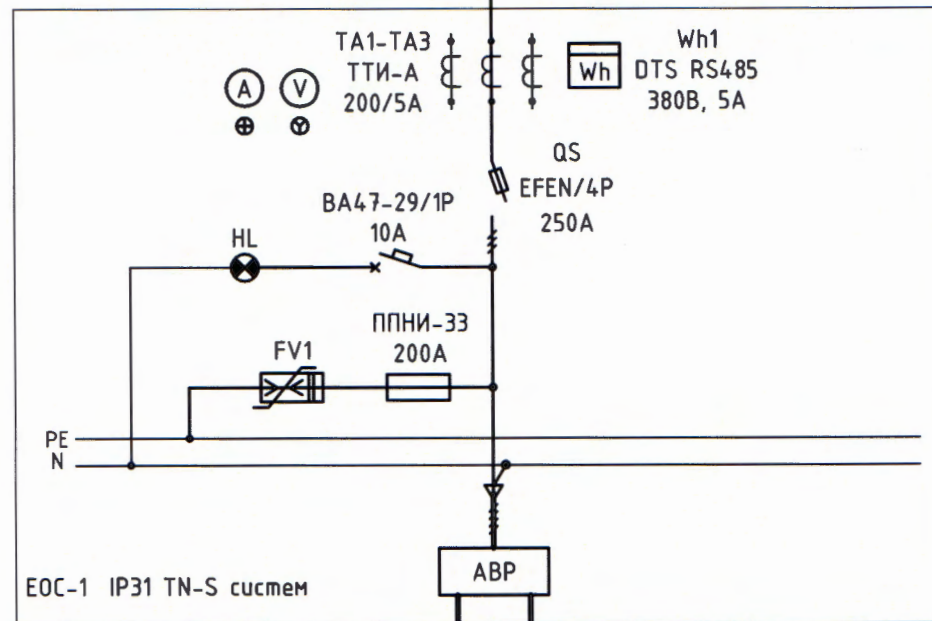 TA1-TA3
ТТИ-А
200/5А
Wh
Wh1
DTS RS485
380В, 5А
A
V
QS
EFEN/4P
250А
ВА47-29/1Р
10А
HL
ППНИ-33
200А
FV1
PE
N
АВР
ЕОС-1 IP31 TN-S систем